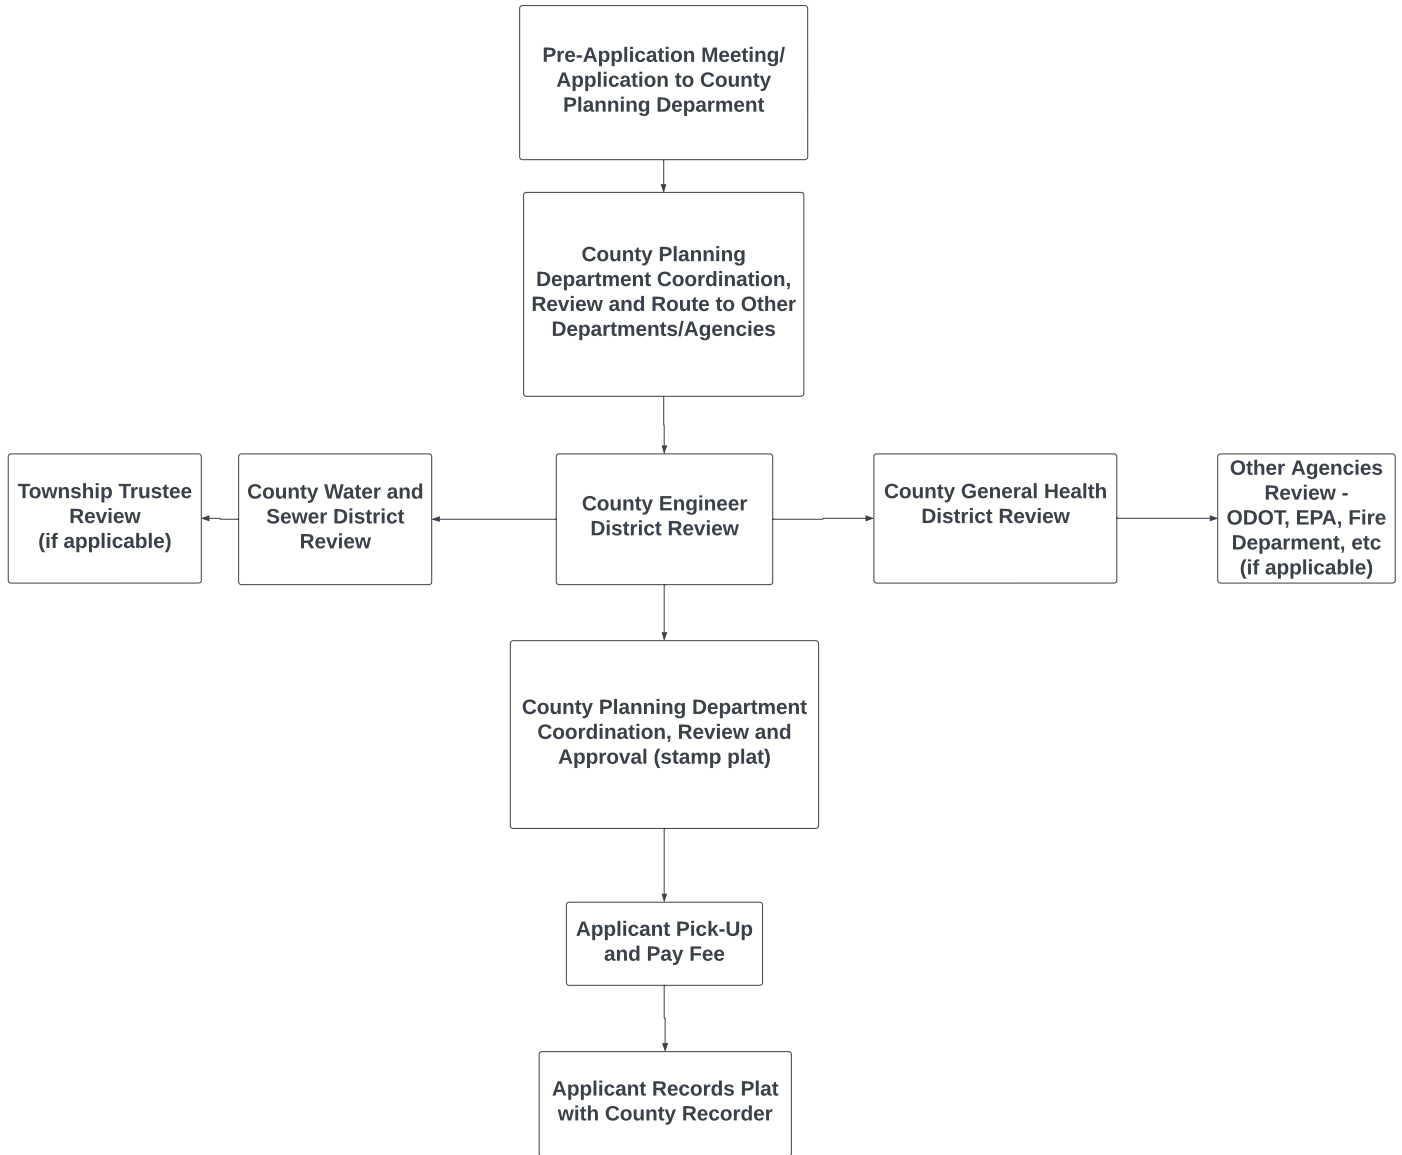 Pre-Application Meeting/
Application to County
Planning Deparment
County Planning
Department Coordination,
Review and Route to Other
Departments/Agencies
Township Trustee
Review
(if applicable)
County Water and
Sewer District
Review
County Engineer
District Review
County General Health
District Review
Other Agencies
Review -
ODOT, EPA, Fire
Deparment, etc
(if applicable)
County Planning Department
Coordination, Review and
Approval (stamp plat)
Applicant Pick-Up
and Pay Fee
Applicant Records Plat
with County Recorder